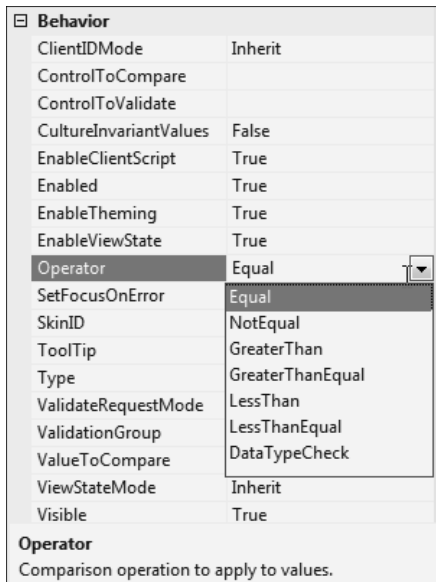 Behavior
ClientIDMode Inherit
ControlToCompare
ControlToValidate
CultureInvariantValues False
EnableClientScript True
Enabled True
EnableTheming True
EnableViewState True
Operator Equal
SetFocusOnError Equal
SkinID NotEqual
ToolTip GreaterThan
Type GreaterThanEqual
ValidateRequestMode LessThan
ValidationGroup LessThanEqual
ValueToCompare DataTypeCheck
ViewStateMode Inherit
Visible True
Operator
Comparison operation to apply to values.